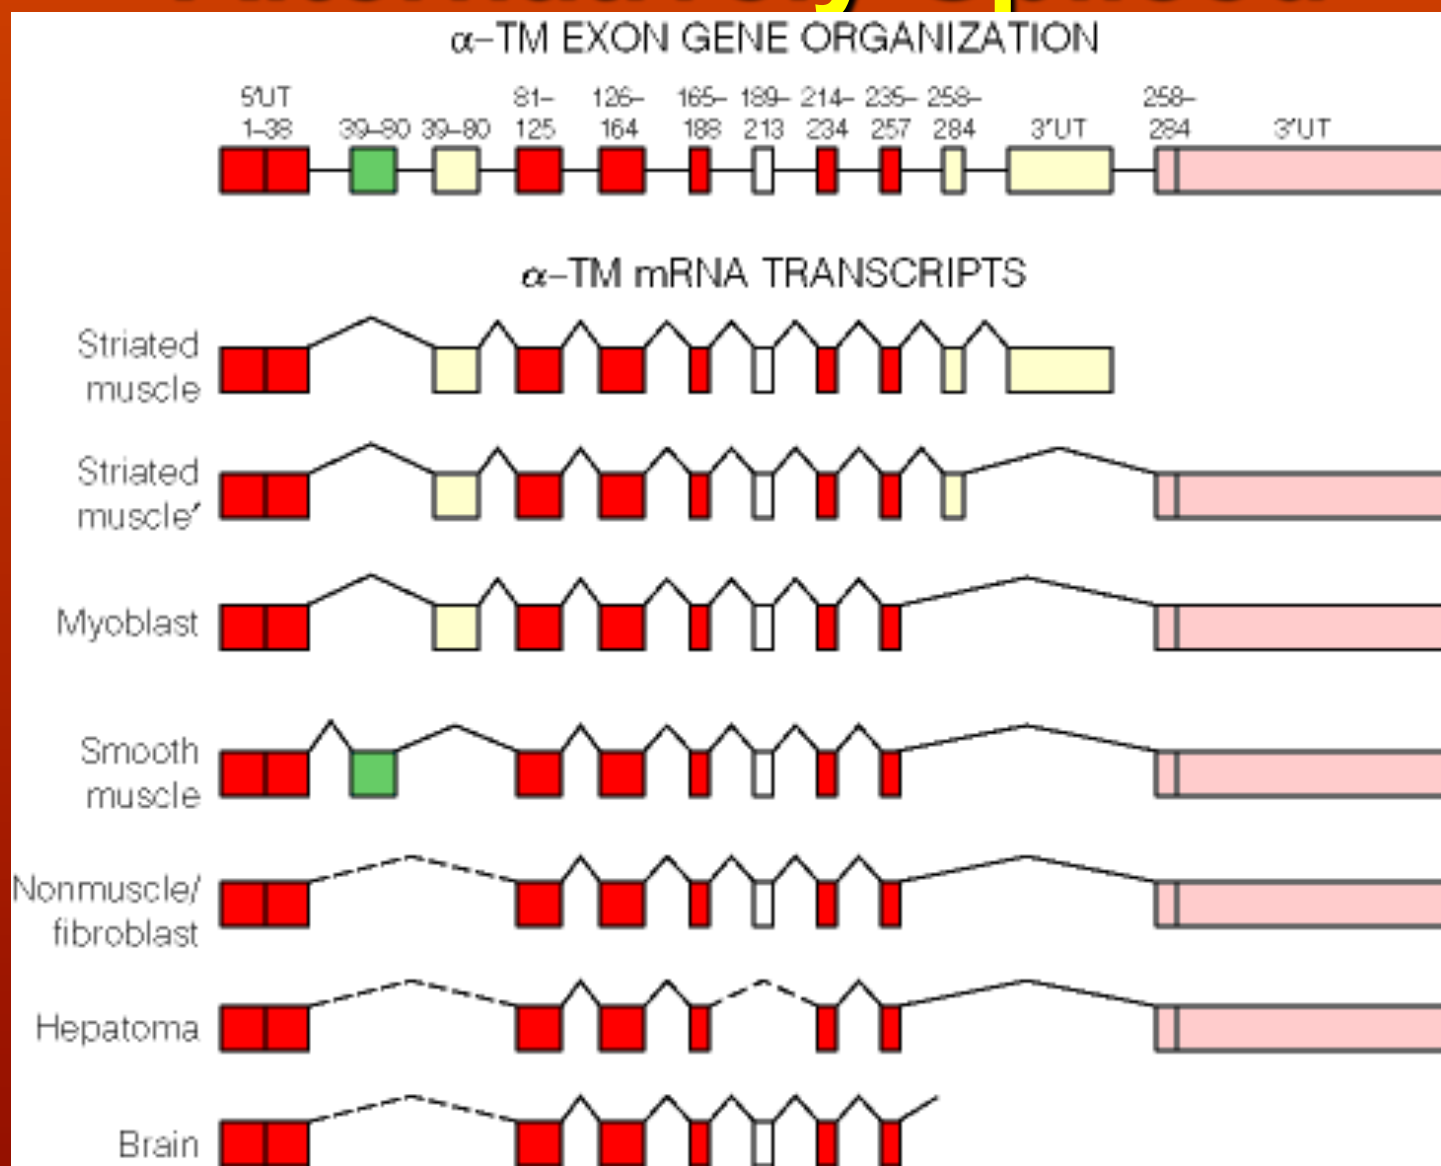 α–TM EXON GENE ORGANIZATION
5'UT 81– 126– 165– 189– 214– 235– 258– 258–
1–38 39–80 39–80 125 164 188 213 234 257 284 3'UT 284 3'UT
α–TM mRNA TRANSCRIPTS
Striated
muscle
Striated
muscle′
Myoblast
Smooth
muscle
Nonmuscle/
fibroblast
Hepatoma
Brain